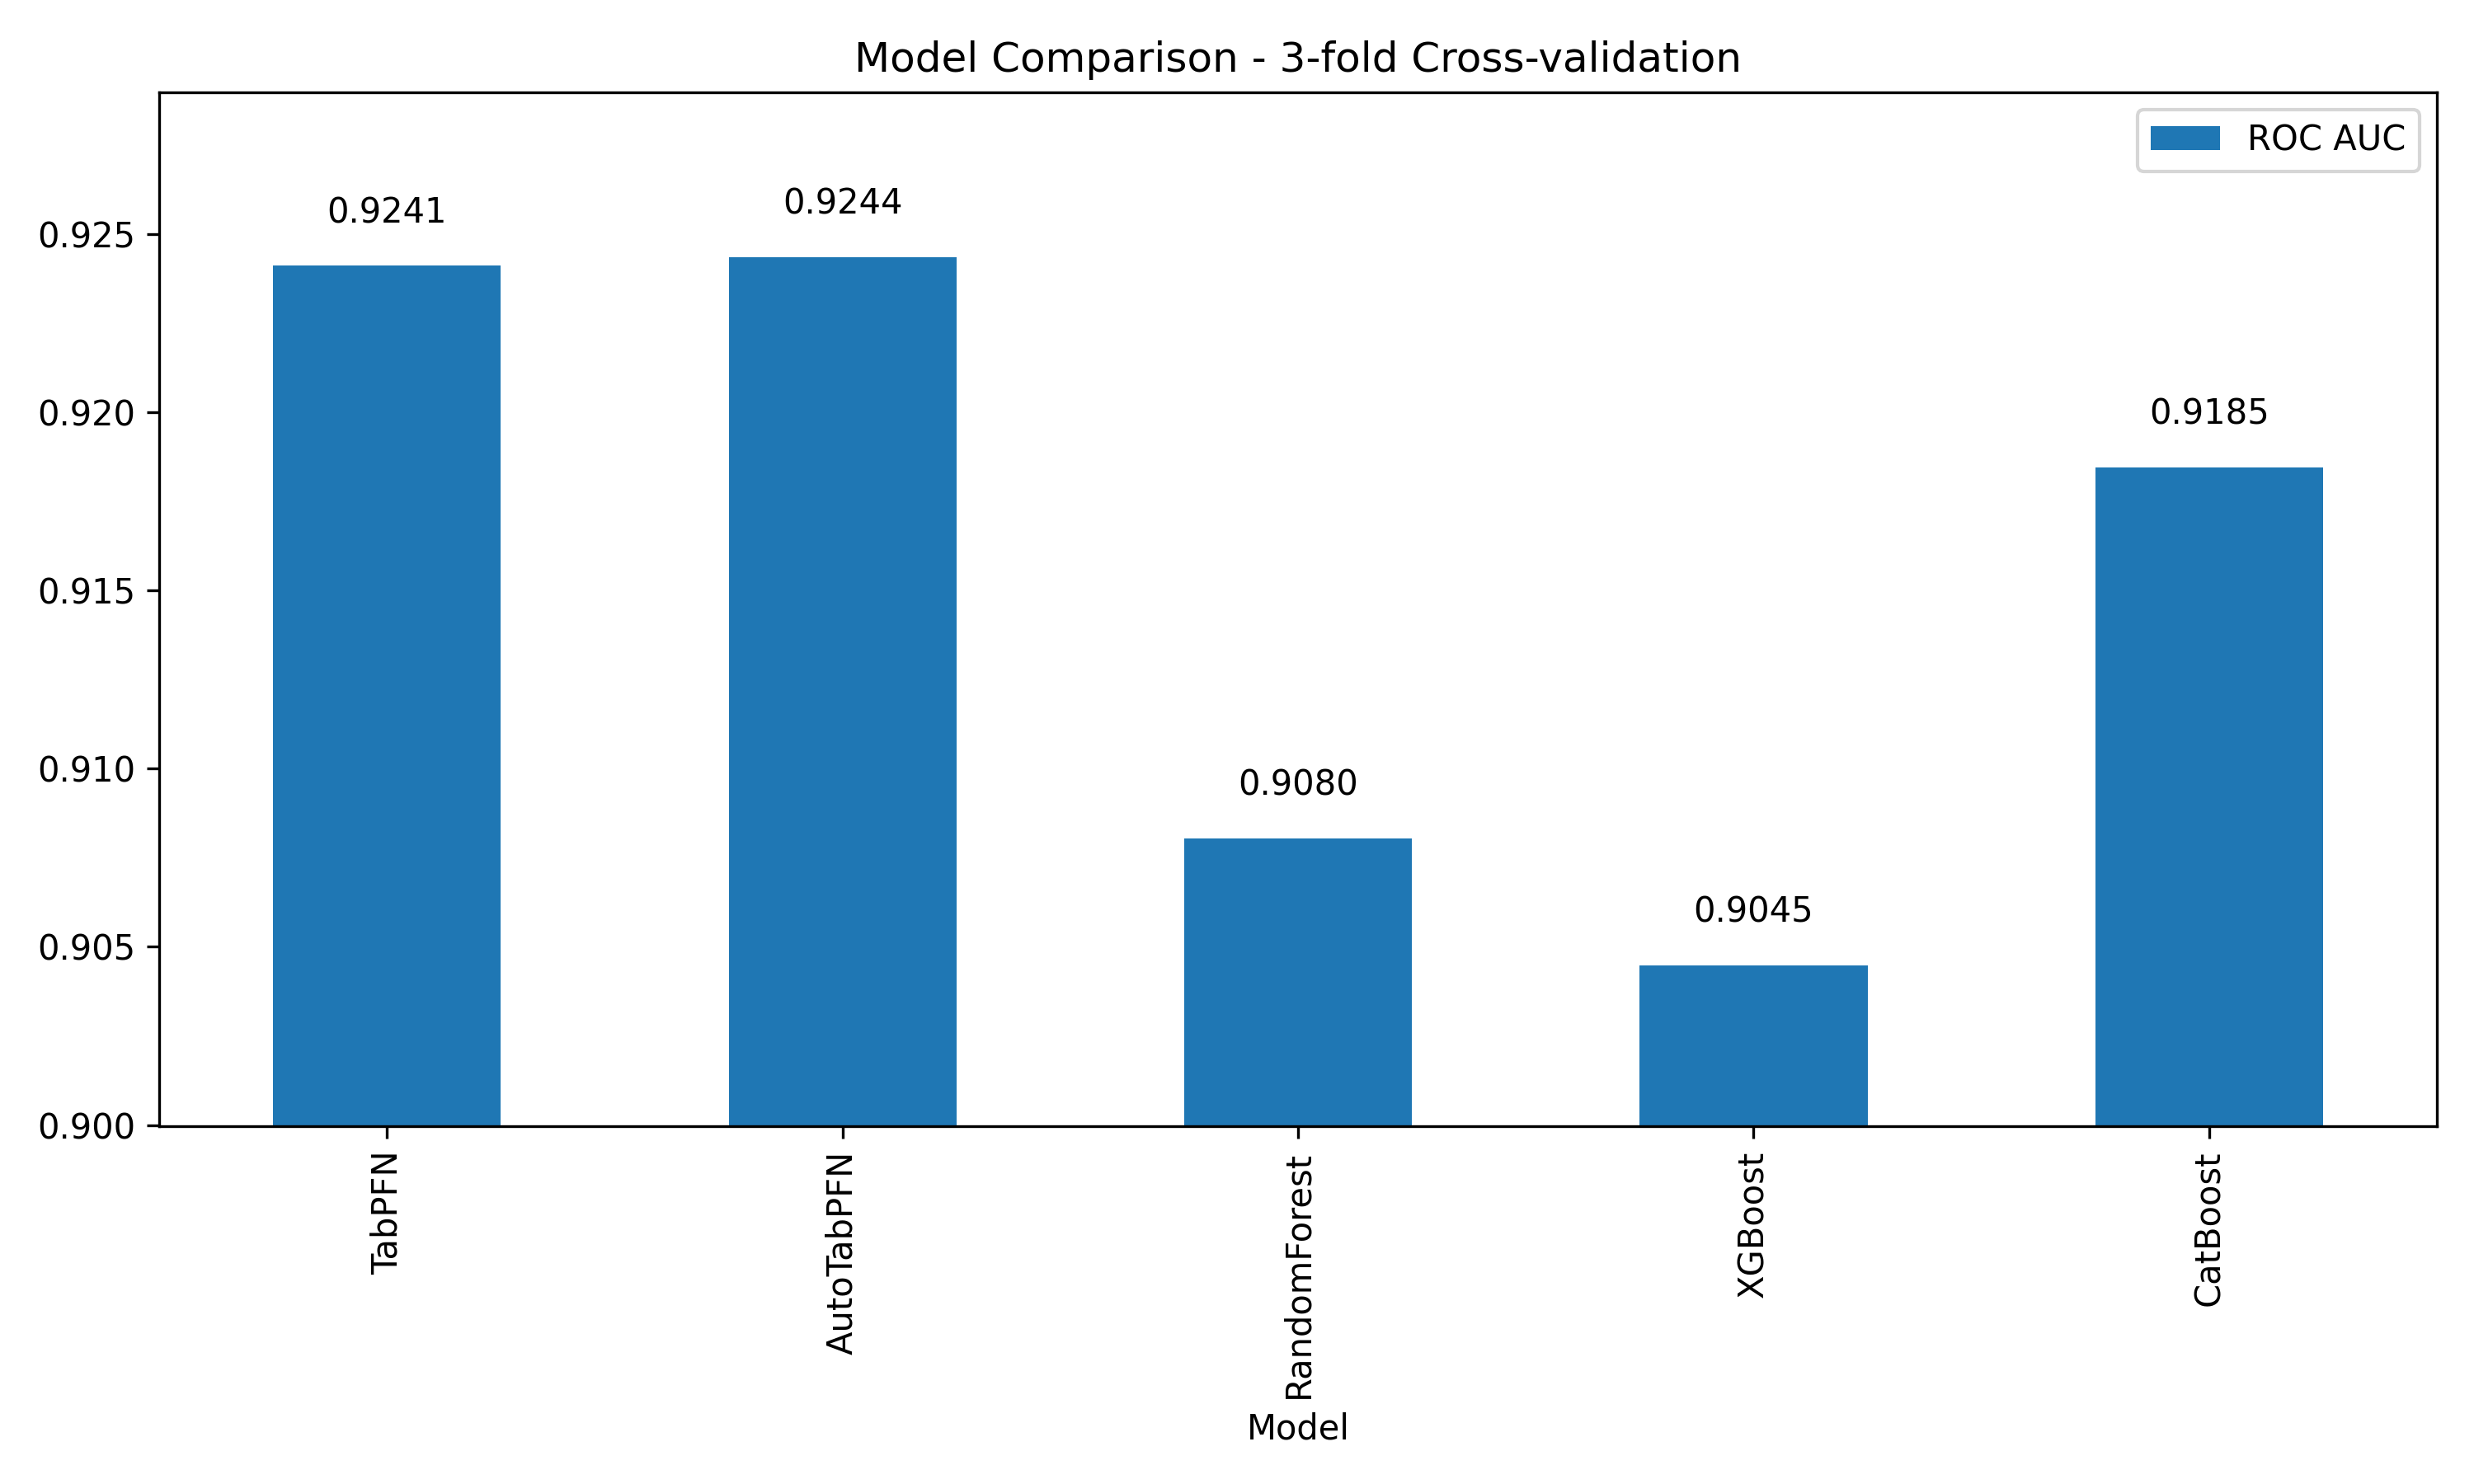 Model Comparison - 3-fold Cross-validation
ROC AUC
0.9241
0.9244
0.9080
0.9045
0.9185
0.925
0.920
0.915
0.910
0.905
0.900
TabPFN
AutoTabPFN
RandomForest
XGBoost
CatBoost
Model